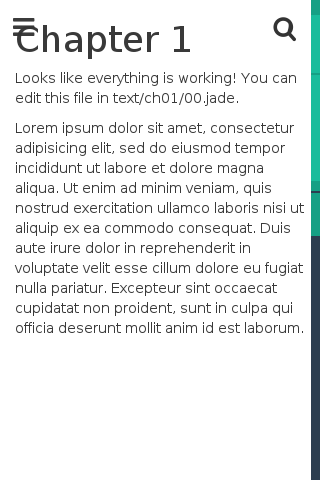 Chapter 1
Looks like everything is working! You can
edit this file in text/ch01/00.jade.
Lorem ipsum dolor sit amet, consectetur
adipisicing elit, sed do eiusmod tempor
incididunt ut labore et dolore magna
aliqua. Ut enim ad minim veniam, quis
nostrud exercitation ullamco laboris nisi ut
aliquip ex ea commodo consequat. Duis
aute irure dolor in reprehenderit in
voluptate velit esse cillum dolore eu fugiat
nulla pariatur. Excepteur sint occaecat
cupidatat non proident, sunt in culpa qui
officia deserunt mollit anim id est laborum.